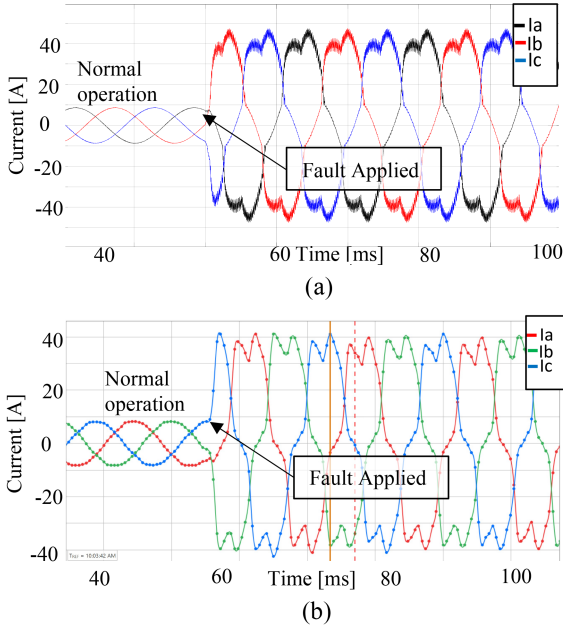 40
20
0
-20
-40
Current [A]
Normal
operation
Fault Applied
Ia
Ib
Ic
40
60
Time [ms]
80
100
(a)
40
20
0
-20
-40
Current [A]
Normal
operation
Fault Applied
Ia
Ib
Ic
40
60
Time [ms]
80
100
(b)